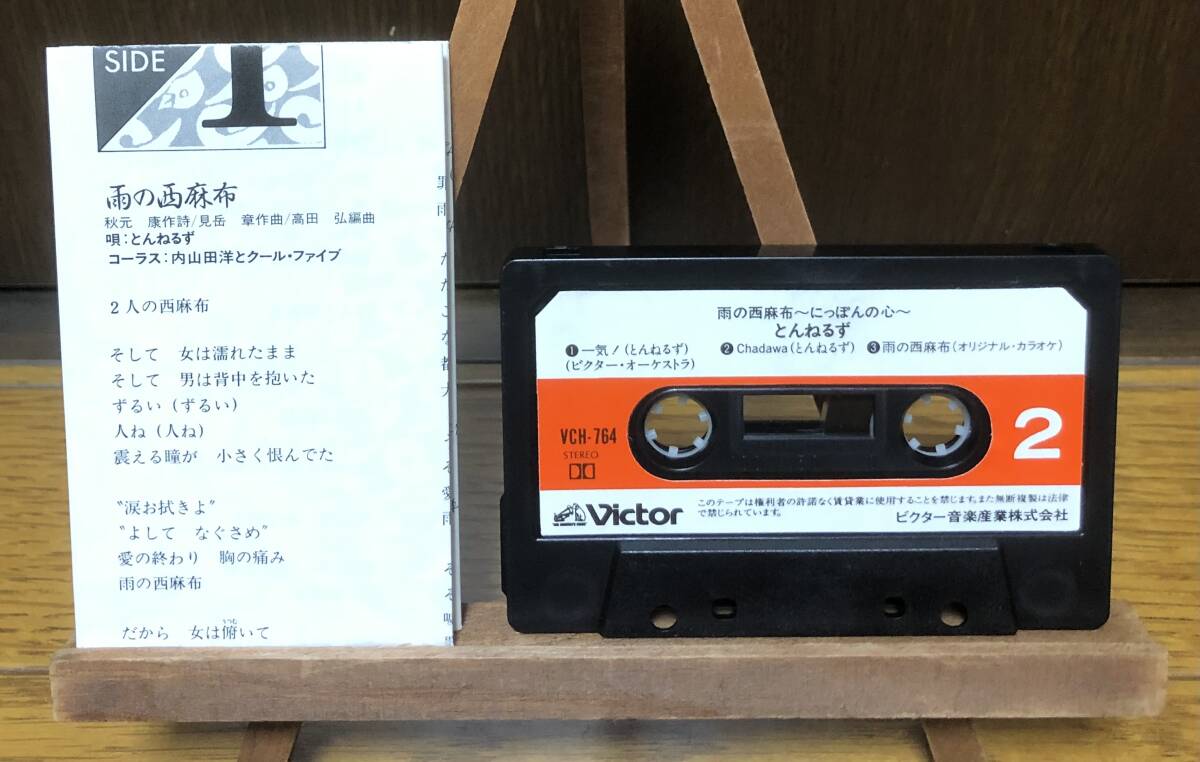 SIDE 1
雨の西麻布
秋元 康作詩/見岳 章作曲/高田 弘編曲
唄:とんねるず
コーラス:内山田洋とクール・ファイブ
2人の西麻布
そして 女は濡れたまま
そして 男は背中を抱いた
ずるい(ずるい)
人ね(人ね)
震える瞳が 小さく恨んでた
〝涙お拭きよ〟
〝よして なぐさめ〟
愛の終わり 胸の痛み
雨の西麻布
だから 女は俯いて
雨の西麻布〜にっぽんの心〜
とんねるず
❶一気!(とんねるず) ❷Chadawa(とんねるず) ❸雨の西麻布(オリジナル・カラオケ)
(ビクター・オーケストラ)
VCH-764
STEREO
2
Victor
このテープは権利者の許諾なく賃貸業に使用することを禁じます。また無断複製は法律
で禁じられています。
ビクター音楽産業株式会社